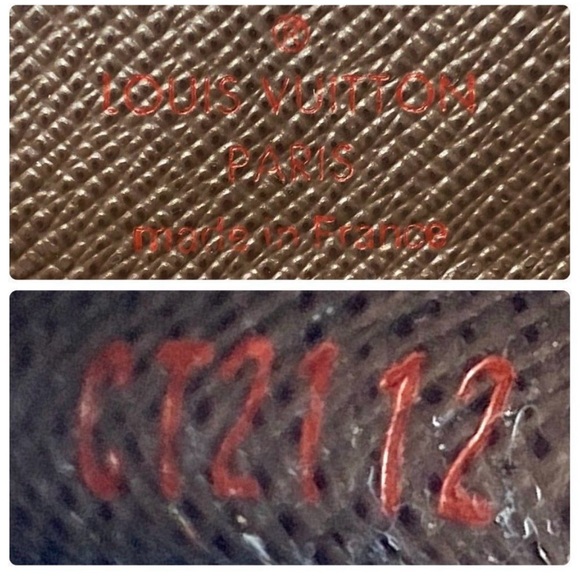 ®
LOUIS VUITTON
PARIS
made in France
CT2112